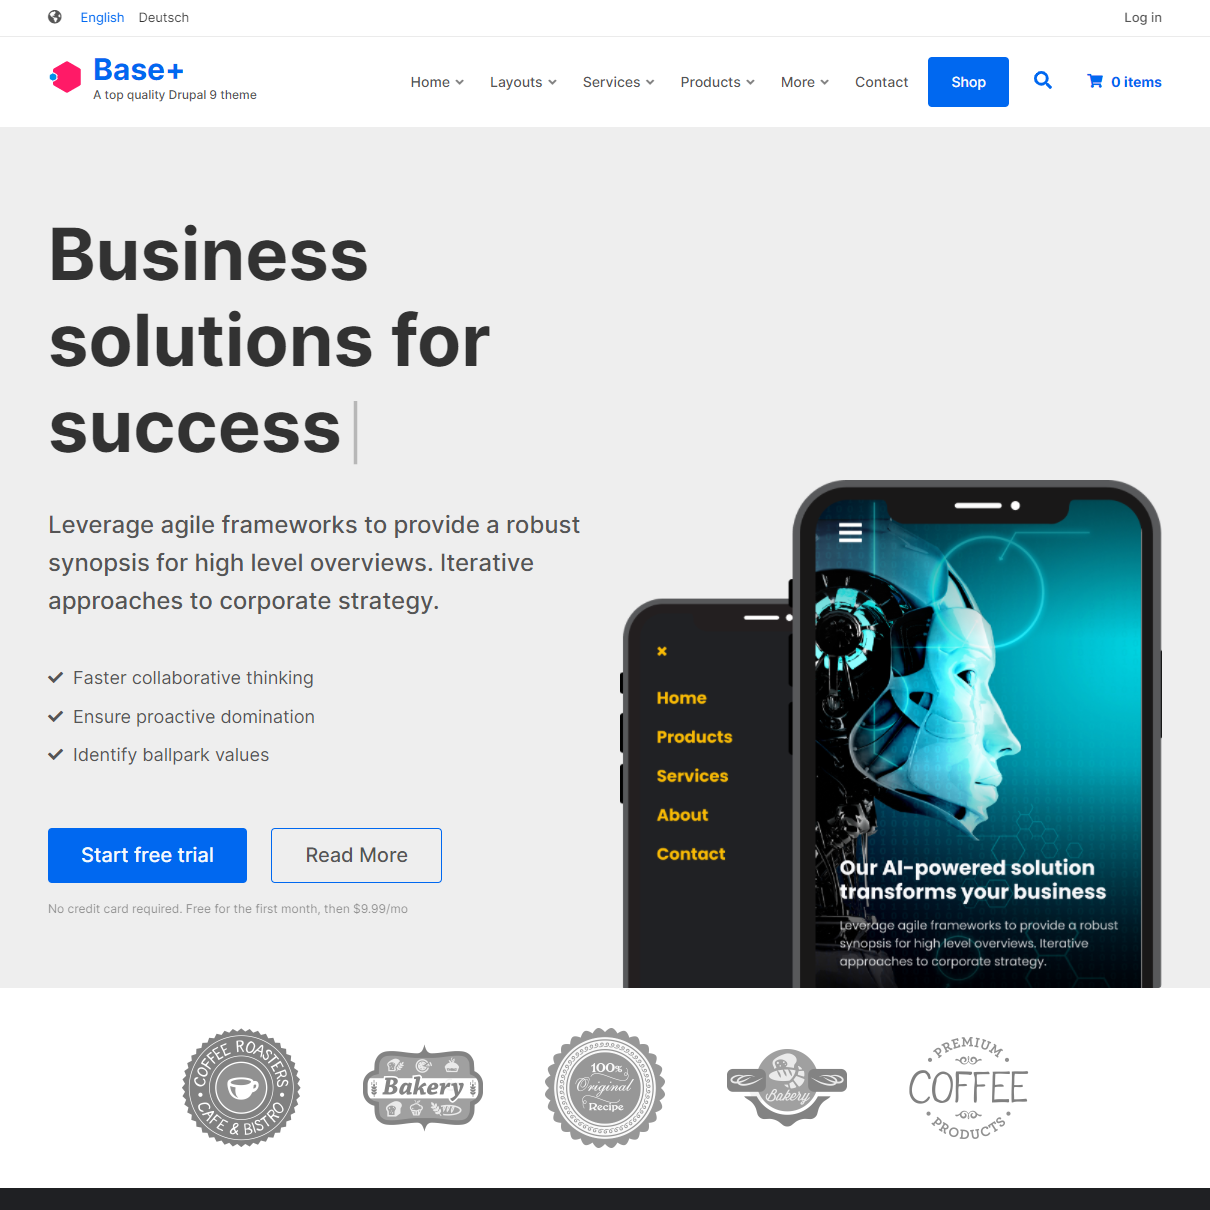 English Deutsch Log in
Base+
A top quality Drupal 9 theme
Home Layouts Services Products More Contact Shop 0 items
Business
solutions for
success
Leverage agile frameworks to provide a robust
synopsis for high level overviews. Iterative
approaches to corporate strategy.
Faster collaborative thinking
Ensure proactive domination
Identify ballpark values
Start free trial Read More
No credit card required. Free for the first month, then $9.99/mo
Home
Products
Services
About
Contact
Our AI-powered solution
transforms your business
Leverage agile frameworks to provide a robust
synopsis for high level overviews. Iterative
approaches to corporate strategy.
COFFEE ROASTERS
CAFE & BISTRO
Bakery
100%
Original
Recipe
Bakery
PREMIUM
COFFEE
PRODUCTS